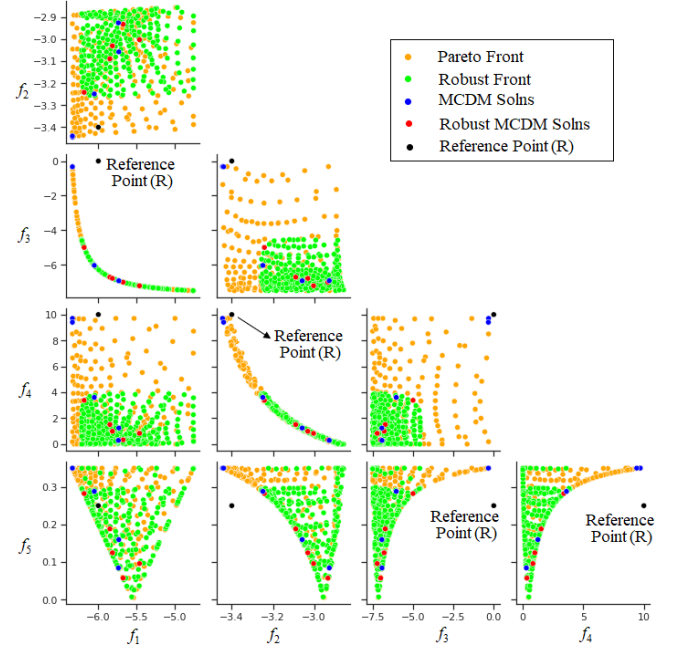 −2.9
−3.0
−3.1
−3.2
−3.3
−3.4
f2
Pareto Front
Robust Front
MCDM Solns
Robust MCDM Solns
Reference Point (R)
0
−2
−4
−6
f3
Reference
Point (R)
10
8
6
4
2
0
f4
Reference
Point (R)
0.3
0.2
0.1
0.0
f5
Reference
Point (R)
Reference
Point (R)
−6.0 −5.5 −5.0
f1
−3.4 −3.2 −3.0
f2
−7.5 −5.0 −2.5 0.0
f3
0 2 4 6 8 10
f4